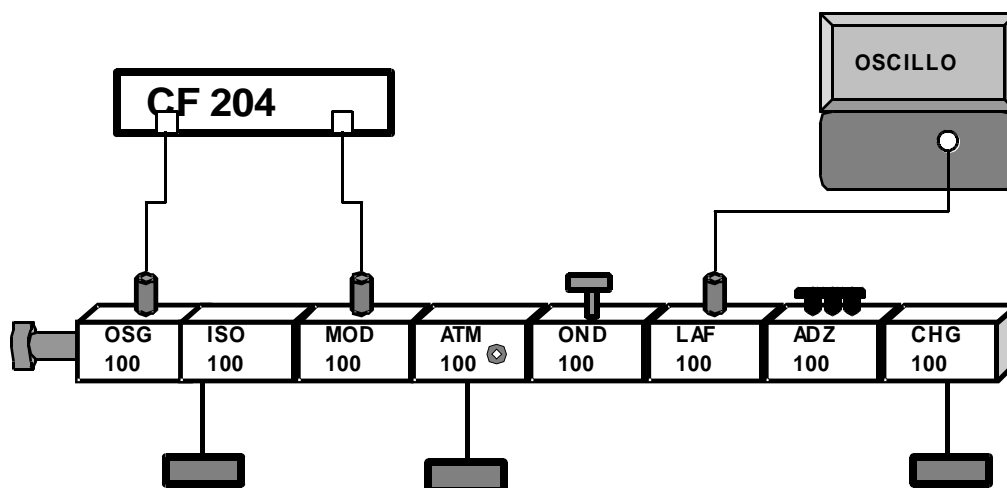 CF 204
OSCILLO
OSG ISO MOD ATM OND LAF ADZ CHG
100 100 100 100 100 100 100 100